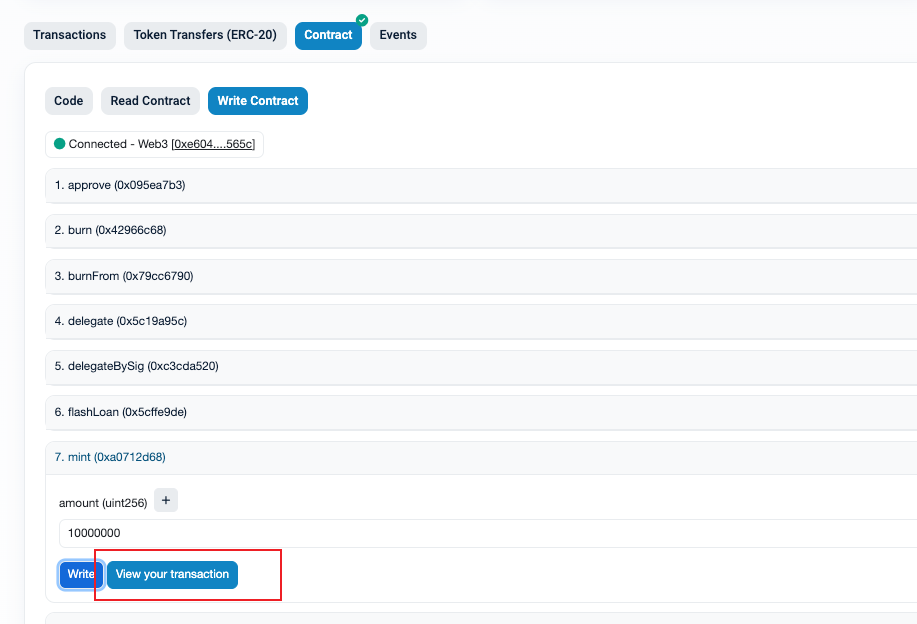 Transactions Token Transfers (ERC-20) Contract Events
Code Read Contract Write Contract
Connected - Web3 [0xe604....565c]
1. approve (0x095ea7b3)
2. burn (0x42966c68)
3. burnFrom (0x79cc6790)
4. delegate (0x5c19a95c)
5. delegateBySig (0xc3cda520)
6. flashLoan (0x5cffe9de)
7. mint (0xa0712d68)
amount (uint256) +
10000000
Write View your transaction